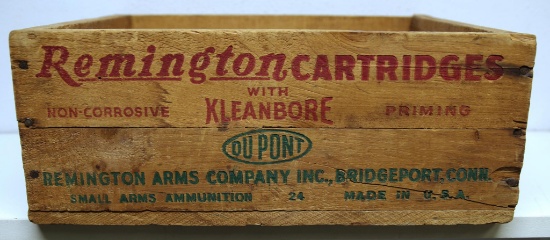 Remington CARTRIDGES
WITH
NON-CORROSIVE KLEANBORE PRIMING
DU PONT
REMINGTON ARMS COMPANY INC., BRIDGEPORT, CONN.
SMALL ARMS AMMUNITION 24 MADE IN U.S.A.